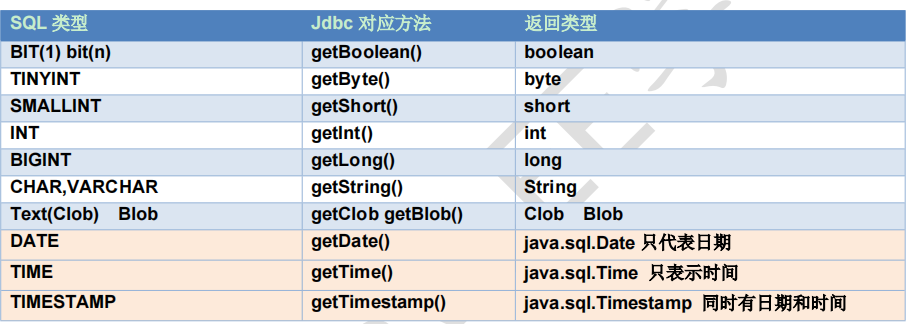 SQL 类型 Jdbc 对应方法 返回类型
BIT(1) bit(n) getBoolean() boolean
TINYINT getByte() byte
SMALLINT getShort() short
INT getInt() int
BIGINT getLong() long
CHAR,VARCHAR getString() String
Text(Clob) Blob getClob getBlob() Clob Blob
DATE getDate() java.sql.Date 只代表日期
TIME getTime() java.sql.Time 只表示时间
TIMESTAMP getTimestamp() java.sql.Timestamp 同时有日期和时间